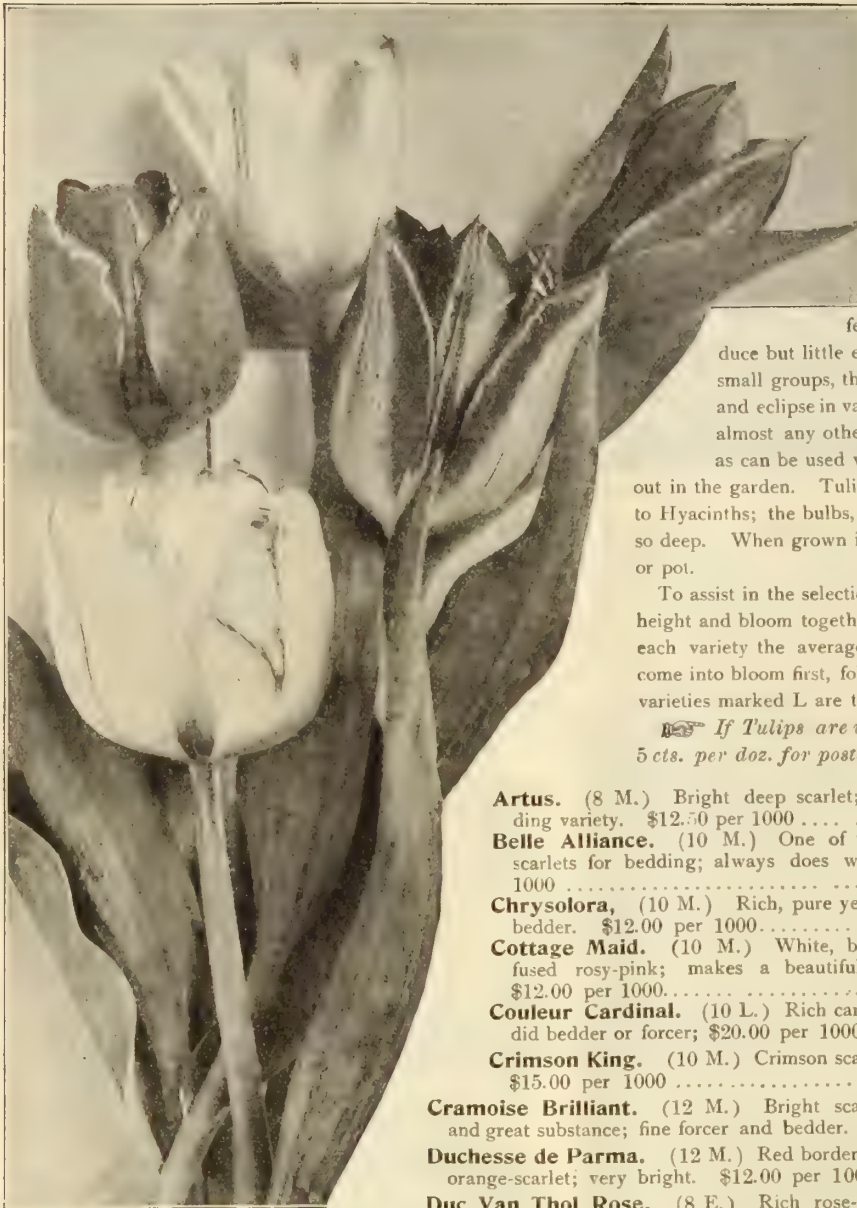 fe
duce but little e
small groups, th
and eclipse in va
almost any othe
as can be used v
out in the garden. Tuli
to Hyacinths; the bulbs,
so deep. When grown i
or pot.
To assist in the selecti
height and bloom togeth
each variety the averag
come into bloom first, fo
varieties marked L are t
☞ If Tulips are
5 cts. per doz. for post
Artus. (8 M.) Bright deep scarlet;
ding variety. $12.50 per 1000 ....
Belle Alliance. (10 M.) One of
scarlets for bedding; always does w
1000 ........................
Chrysolora, (10 M.) Rich, pure ye
bedder. $12.00 per 1000.........
Cottage Maid. (10 M.) White, b
fused rosy-pink; makes a beautiful
$12.00 per 1000....... ............
Couleur Cardinal. (10 L.) Rich car
did bedder or forcer; $20.00 per 1000
Crimson King. (10 M.) Crimson sca
$15.00 per 1000 ..................
Cramoise Brilliant. (12 M.) Bright sca
and great substance; fine forcer and bedder.
Duchesse de Parma. (12 M.) Red border
orange-scarlet; very bright. $12.00 per 100
Duc Van Thol Rose. (8 E.) Rich rose-